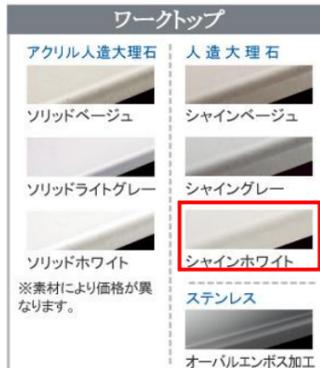 ワークトップ
アクリル人造大理石
ソリッドベージュ
ソリッドライトグレー
ソリッドホワイト
※素材により価格が異
なります。
人造大理石
シャインベージュ
シャイングレー
シャインホワイト
ステンレス
オーバルエンボス加工